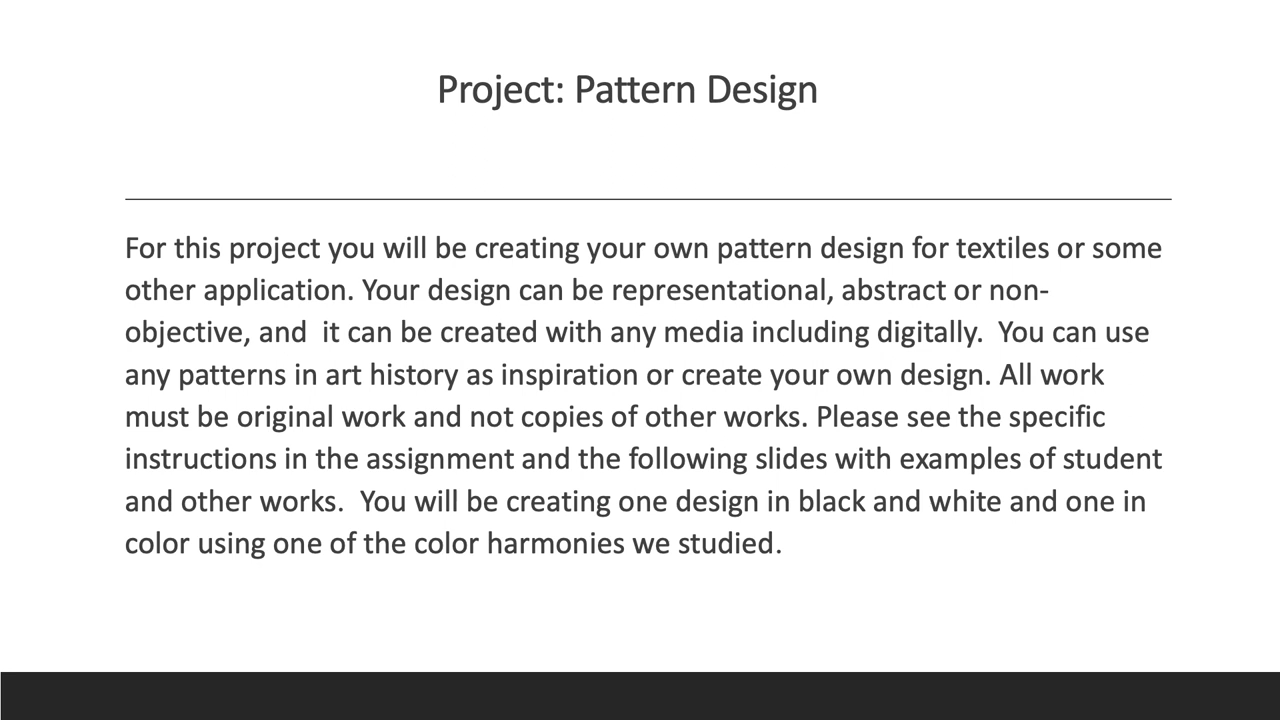 Project: Pattern Design
For this project you will be creating your own pattern design for textiles or some
other application. Your design can be representational, abstract or non-
objective, and  it can be created with any media including digitally.  You can use
any patterns in art history as inspiration or create your own design. All work
must be original work and not copies of other works. Please see the specific
instructions in the assignment and the following slides with examples of student
and other works.  You will be creating one design in black and white and one in
color using one of the color harmonies we studied.